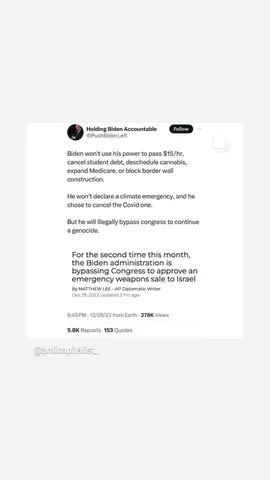 Holding Biden Accountable
@PushBidenLeft
Follow
Biden won't use his power to pass $15/hr,
cancel student debt, deschedule cannabis,
expand Medicare, or block border wall
construction.
He won't declare a climate emergency, and he
chose to cancel the Covid one.
But he will illegally bypass congress to continue
a genocide.
For the second time this month,
the Biden administration is
bypassing Congress to approve an
emergency weapons sale to Israel
By MATTHEW LEE - AP Diplomatic Writer
Dec 29, 2023 Updated 2 hrs ago
6:45 PM · 12/29/23 from Earth · 278K Views
5.8K Reposts 153 Quotes
@anticapitalist_